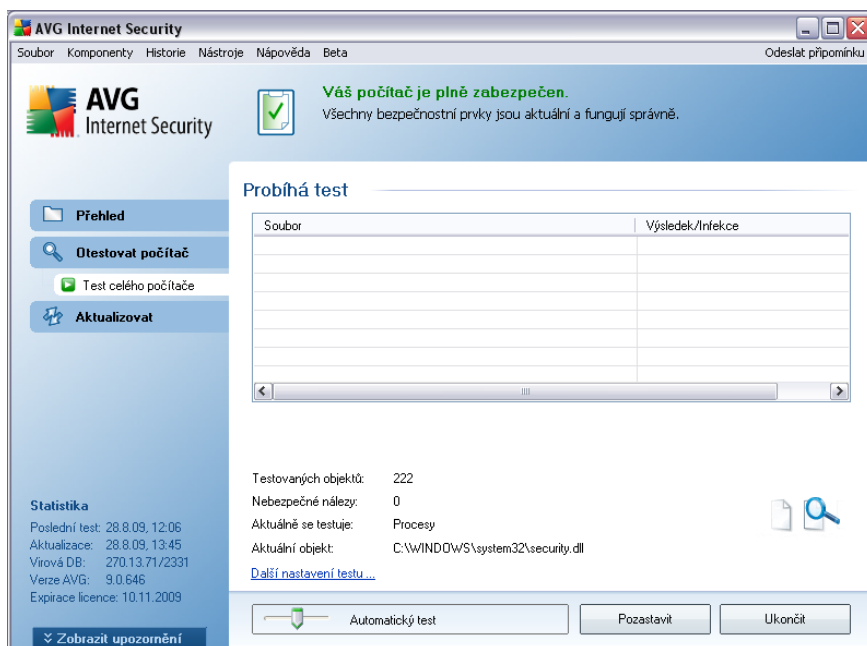 AVG Internet Security
Soubor Komponenty Historie Nástroje Nápověda Beta Odeslat připomínku
AVG
Internet Security
Váš počítač je plně zabezpečen.
Všechny bezpečnostní prvky jsou aktuální a fungují správně.
Přehled
Otestovat počítač
Test celého počítače
Aktualizovat
Probíhá test
Soubor Výsledek/Infekce
Testovaných objektů: 222
Nebezpečné nálezy: 0
Aktuálně se testuje: Procesy
Aktuální objekt: C:\WINDOWS\system32\security.dll
Další nastavení testu ...
Statistika
Poslední test: 28.8.09, 12:06
Aktualizace: 28.8.09, 13:45
Virová DB: 270.13.71/2331
Verze AVG: 9.0.646
Expirace licence: 10.11.2009
Zobrazit upozornění
Automatický test Pozastavit Ukončit